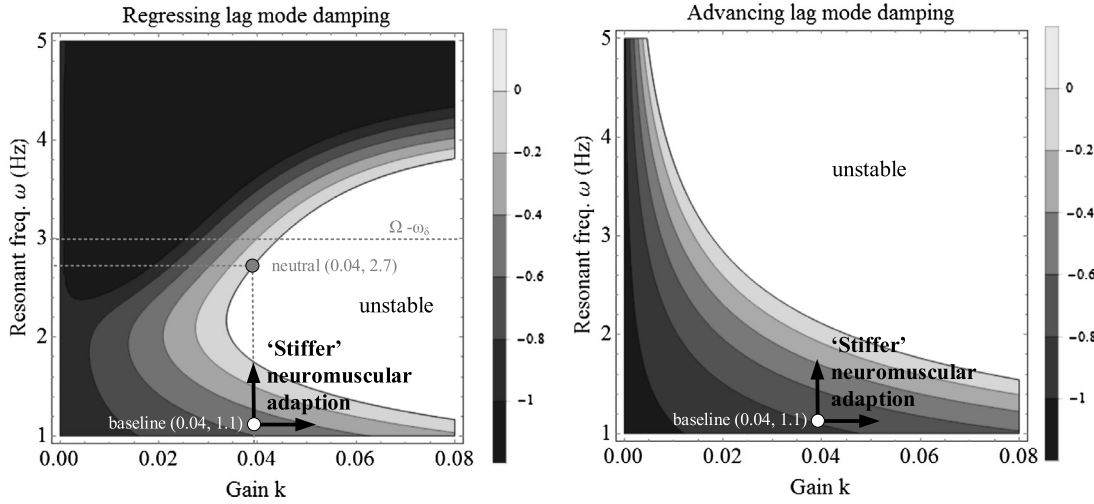 Regressing lag mode damping
5
4
3
2
1
Resonant freq. ω (Hz)
0.00
0.02
0.04
0.06
0.08
Gain k
Ω -ωδ
neutral (0.04, 2.7)
unstable
‘Stiffer’
neuromuscular
adaption
baseline (0.04, 1.1)
0
−0.2
−0.4
−0.6
−0.8
−1
Advancing lag mode damping
5
4
3
2
1
Resonant freq. ω (Hz)
0.00
0.02
0.04
0.06
0.08
Gain k
unstable
‘Stiffer’
neuromuscular
adaption
baseline (0.04, 1.1)
0
−0.2
−0.4
−0.6
−0.8
−1